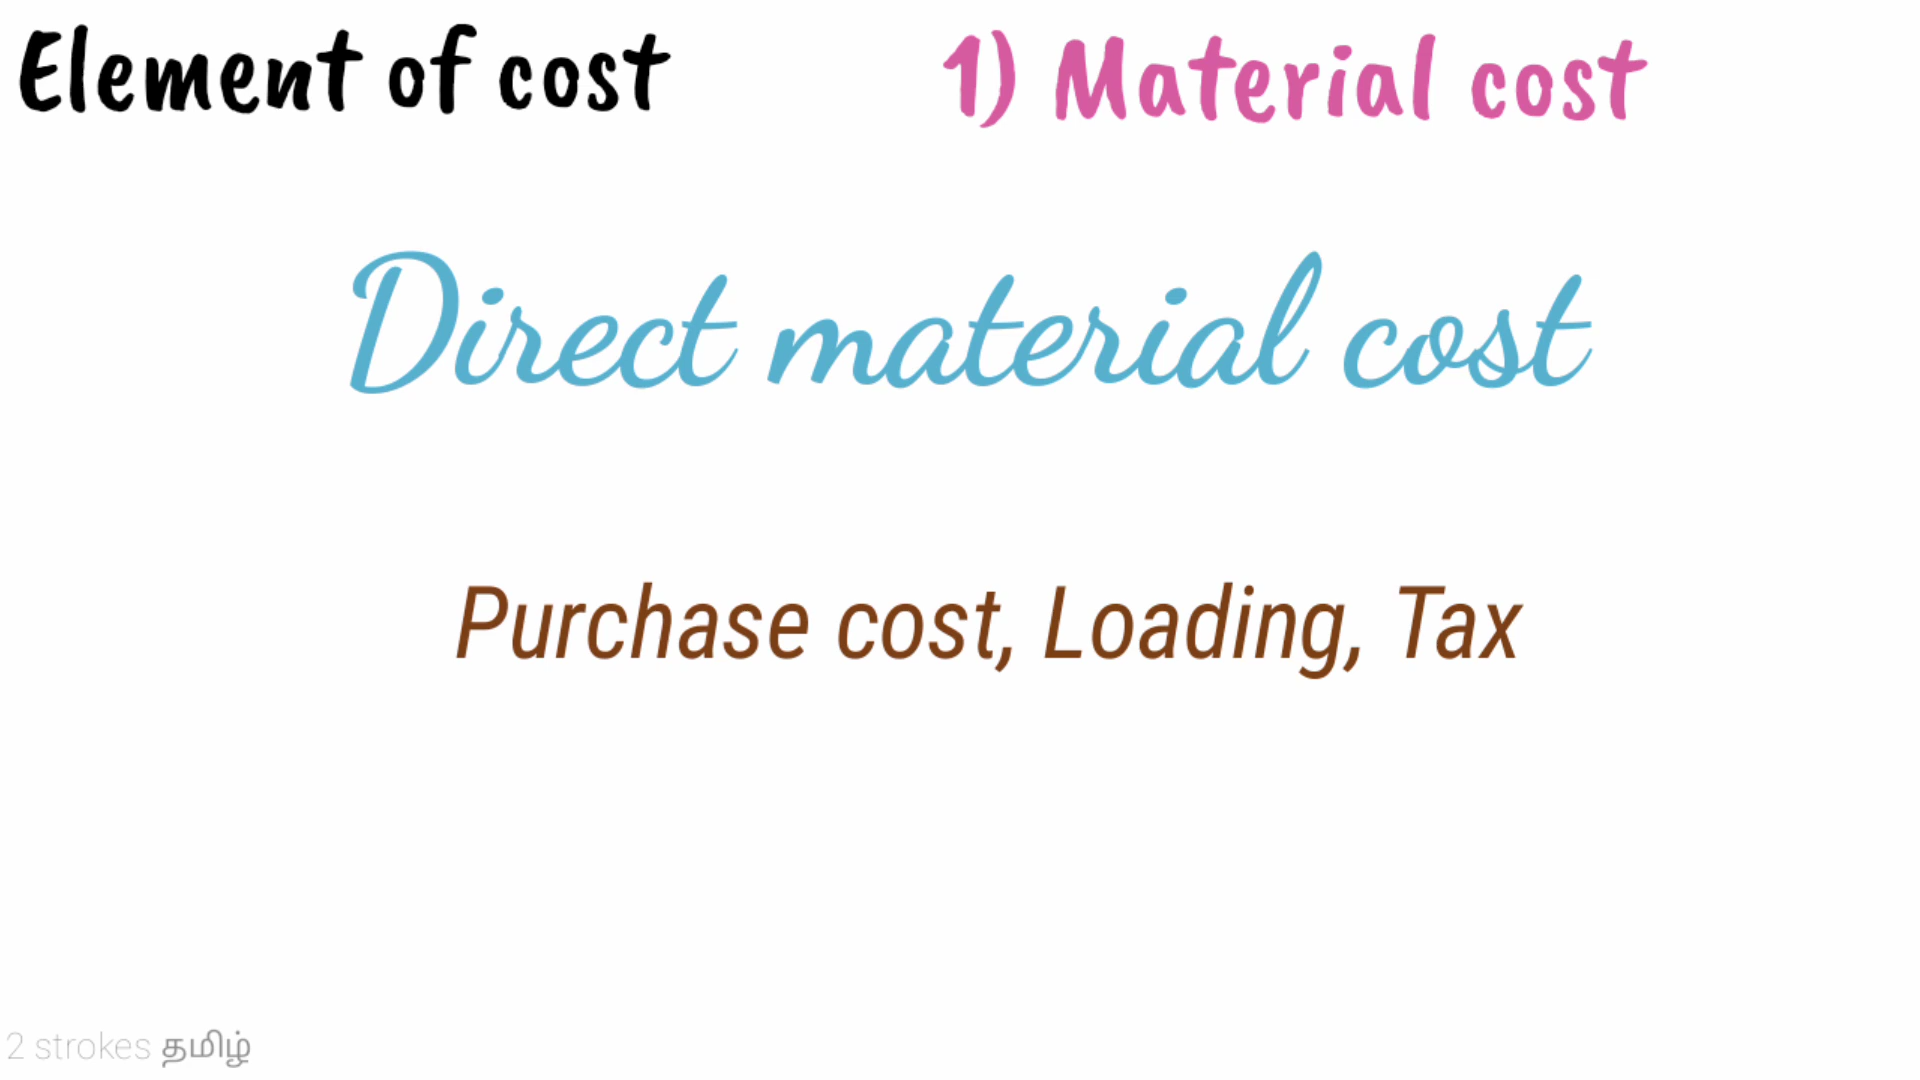 Element of cost
1) Material cost
Direct material cost
Purchase cost, Loading, Tax
2 strokes தமிழ்